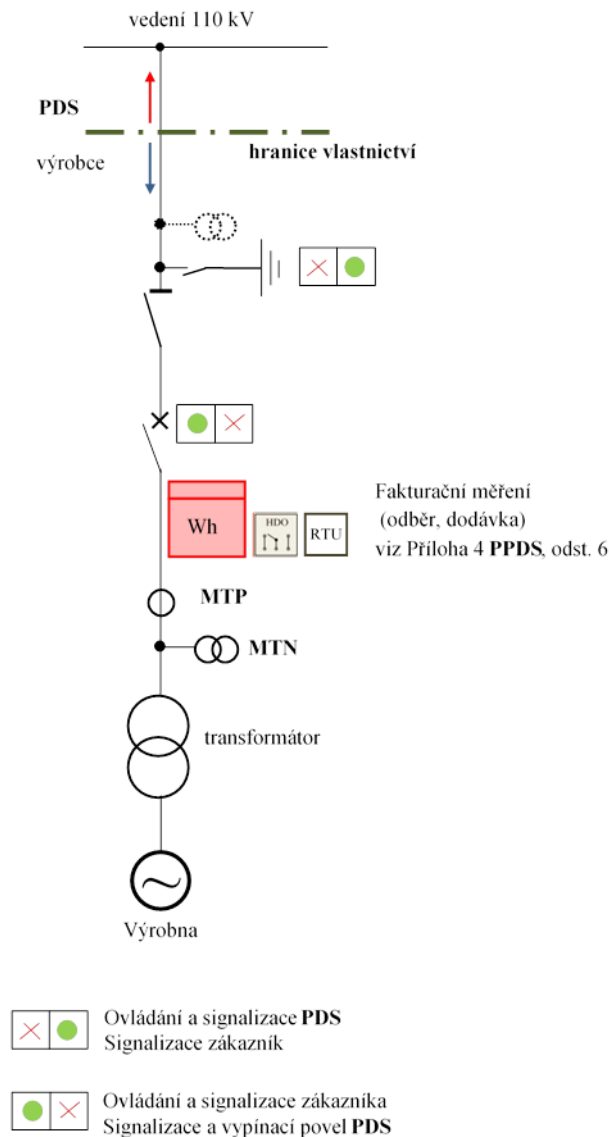 vedení 110 kV
PDS
výrobce
hranice vlastnictví
Wh
HDO
RTU
Fakturační měření
(odběr, dodávka)
viz Příloha 4 PPDS, odst. 6
MTP
MTN
transformátor
Výrobna
Ovládání a signalizace PDS
Signalizace zákazník
Ovládání a signalizace zákazníka
Signalizace a vypínací povel PDS